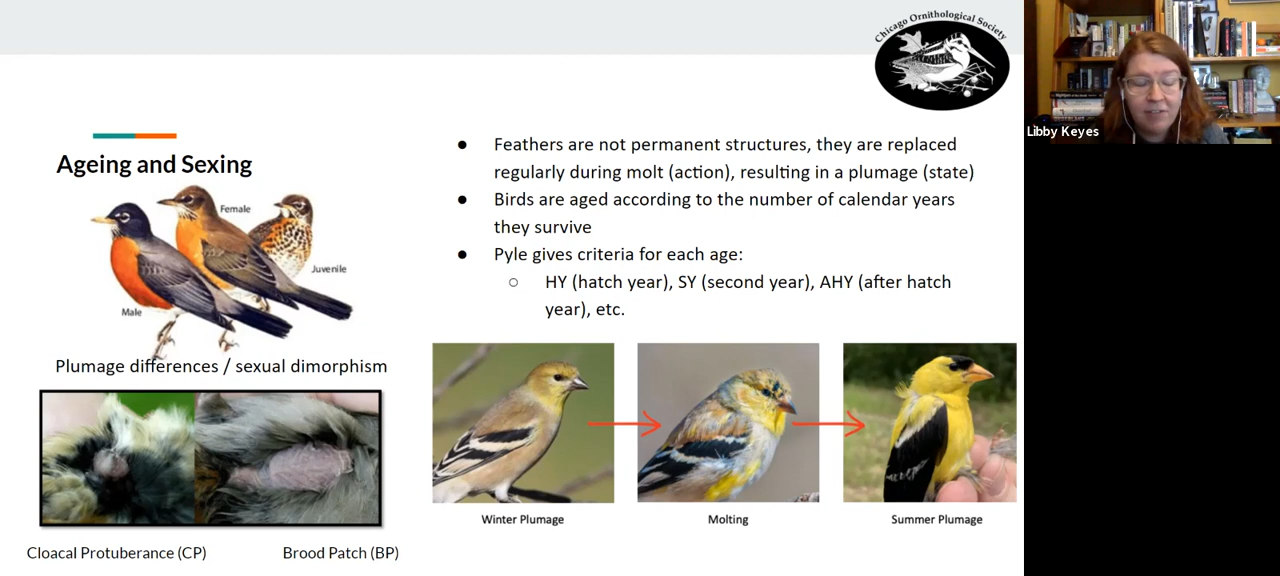 Chicago Ornithological Society
Libby Keyes
Ageing and Sexing
Female
Juvenile
Male
Plumage differences / sexual dimorphism
Cloacal Protuberance (CP)
Brood Patch (BP)
● Feathers are not permanent structures, they are replaced
regularly during molt (action), resulting in a plumage (state)
● Birds are aged according to the number of calendar years
they survive
● Pyle gives criteria for each age:
○ HY (hatch year), SY (second year), AHY (after hatch
year), etc.
Winter Plumage
Molting
Summer Plumage